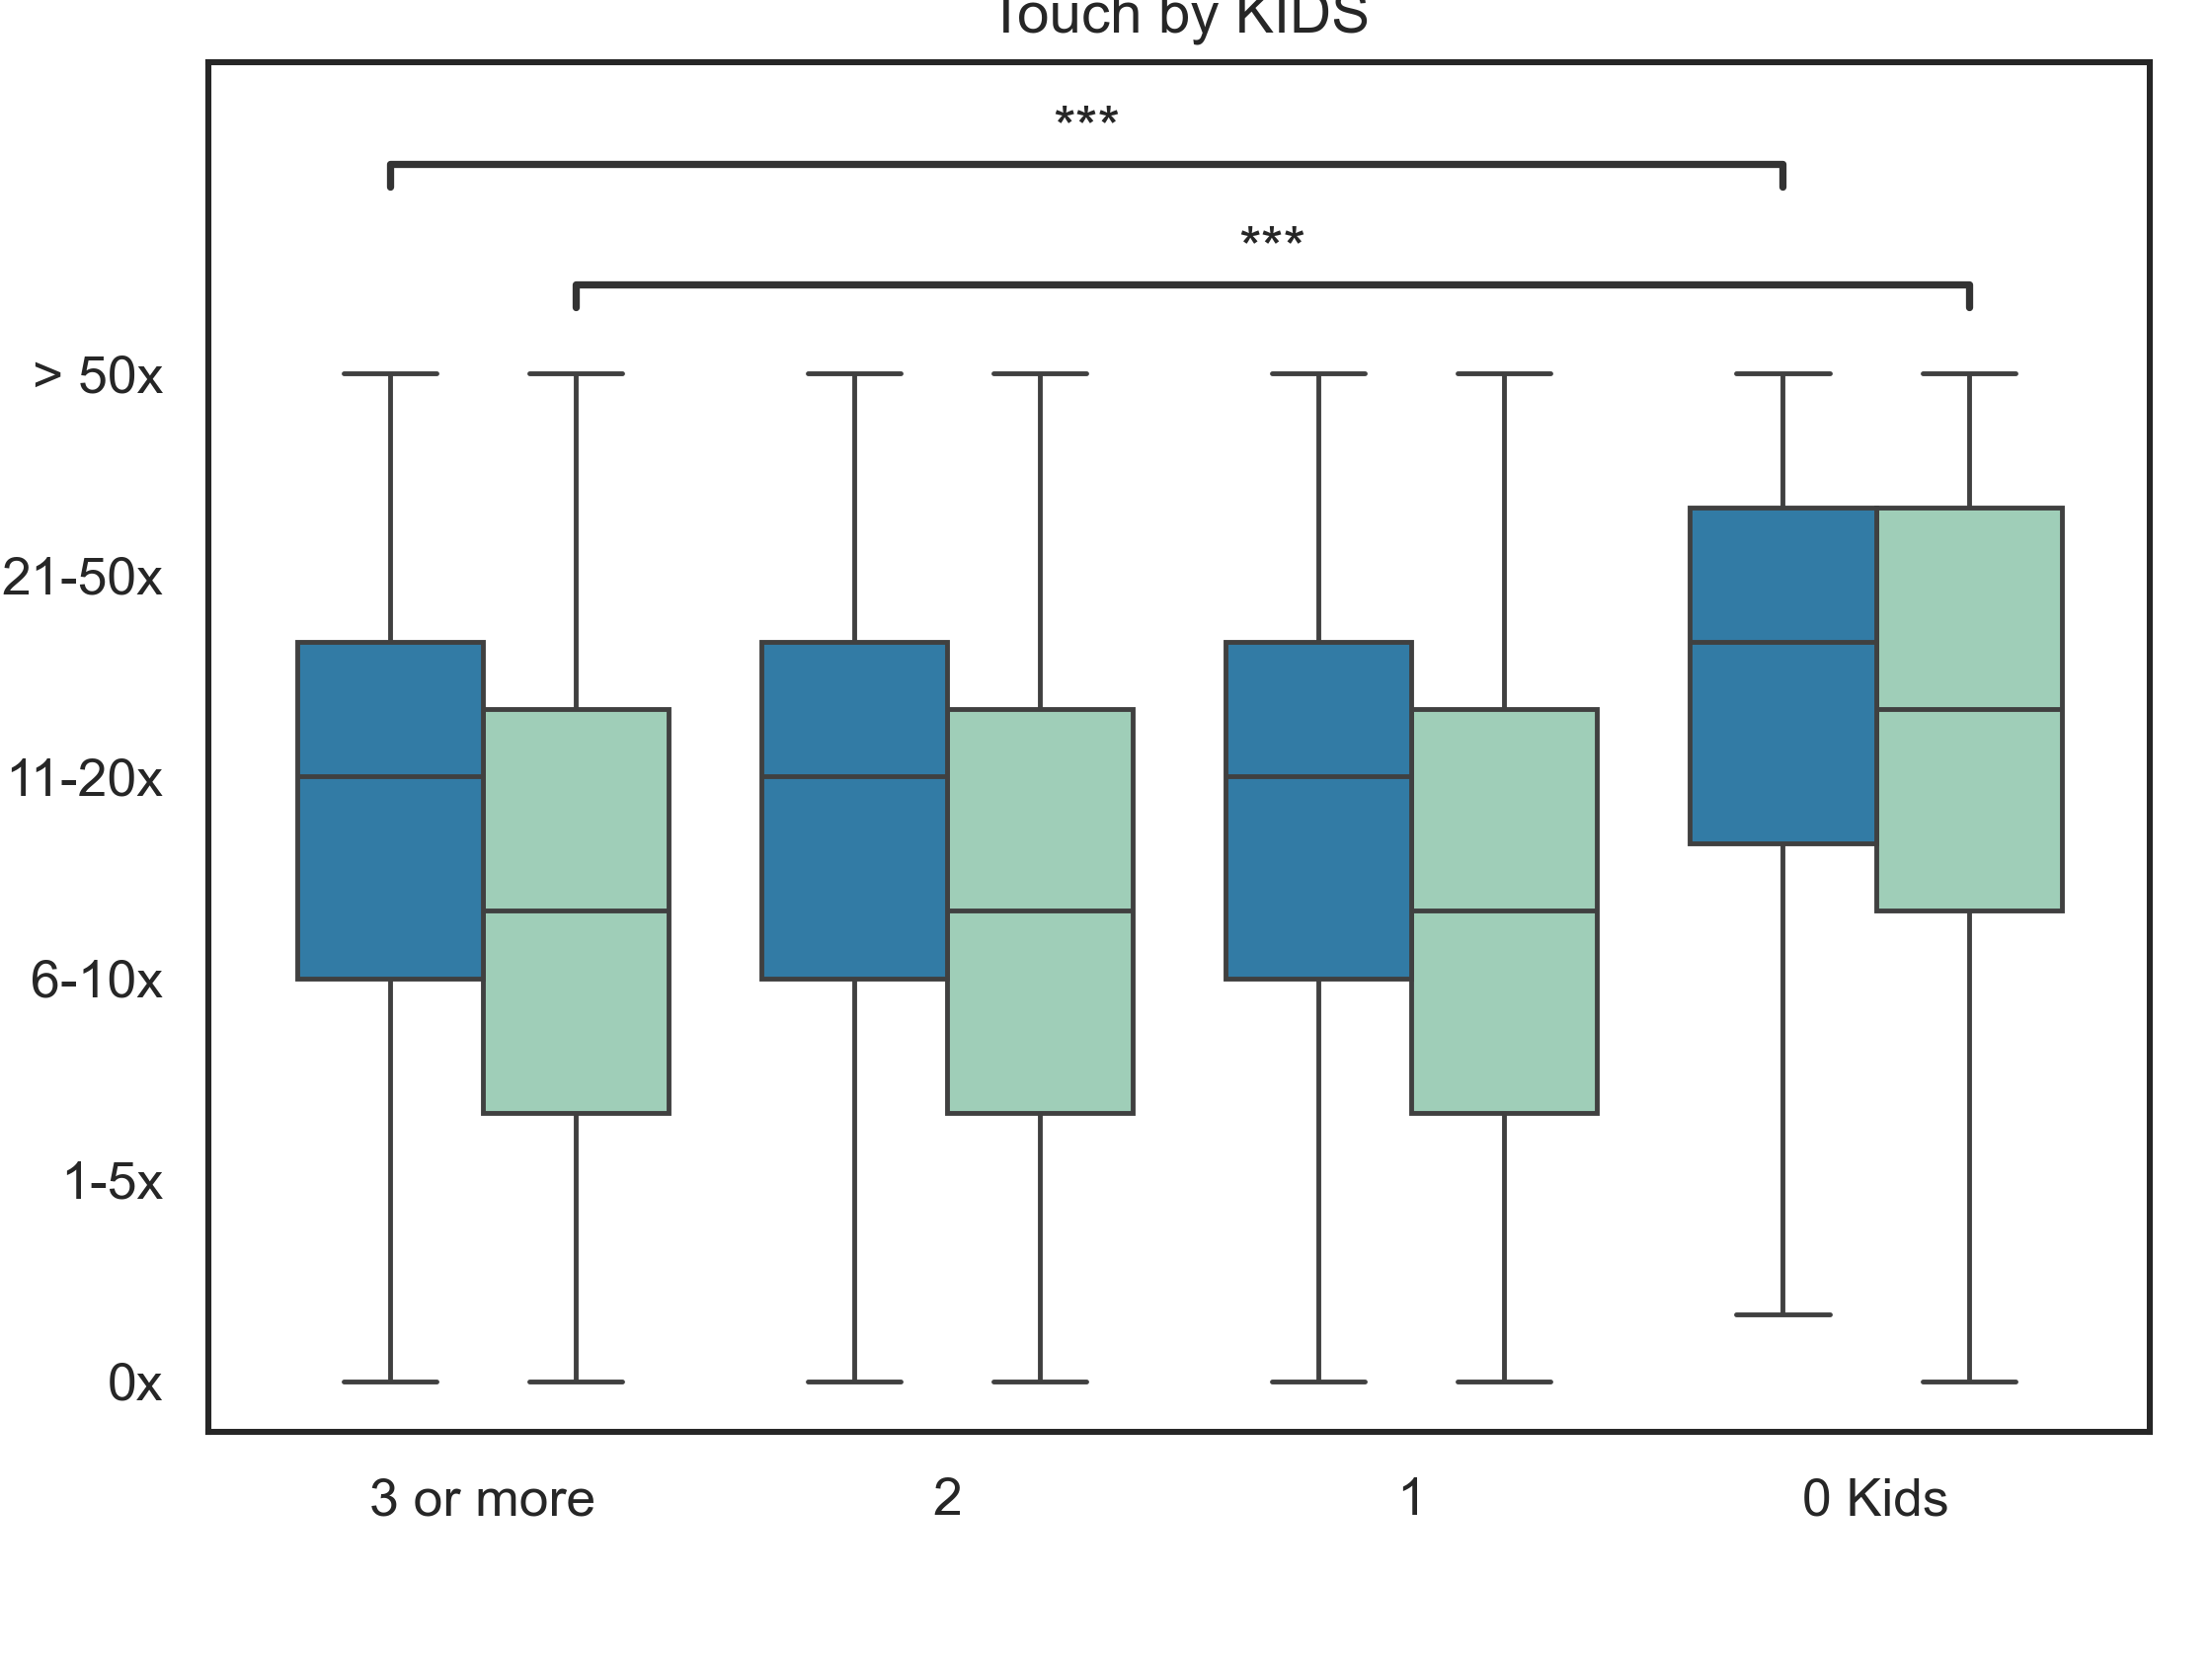 Touch by KIDS
***
***
> 50x
21-50x
11-20x
6-10x
1-5x
0x
3 or more 2 1 0 Kids